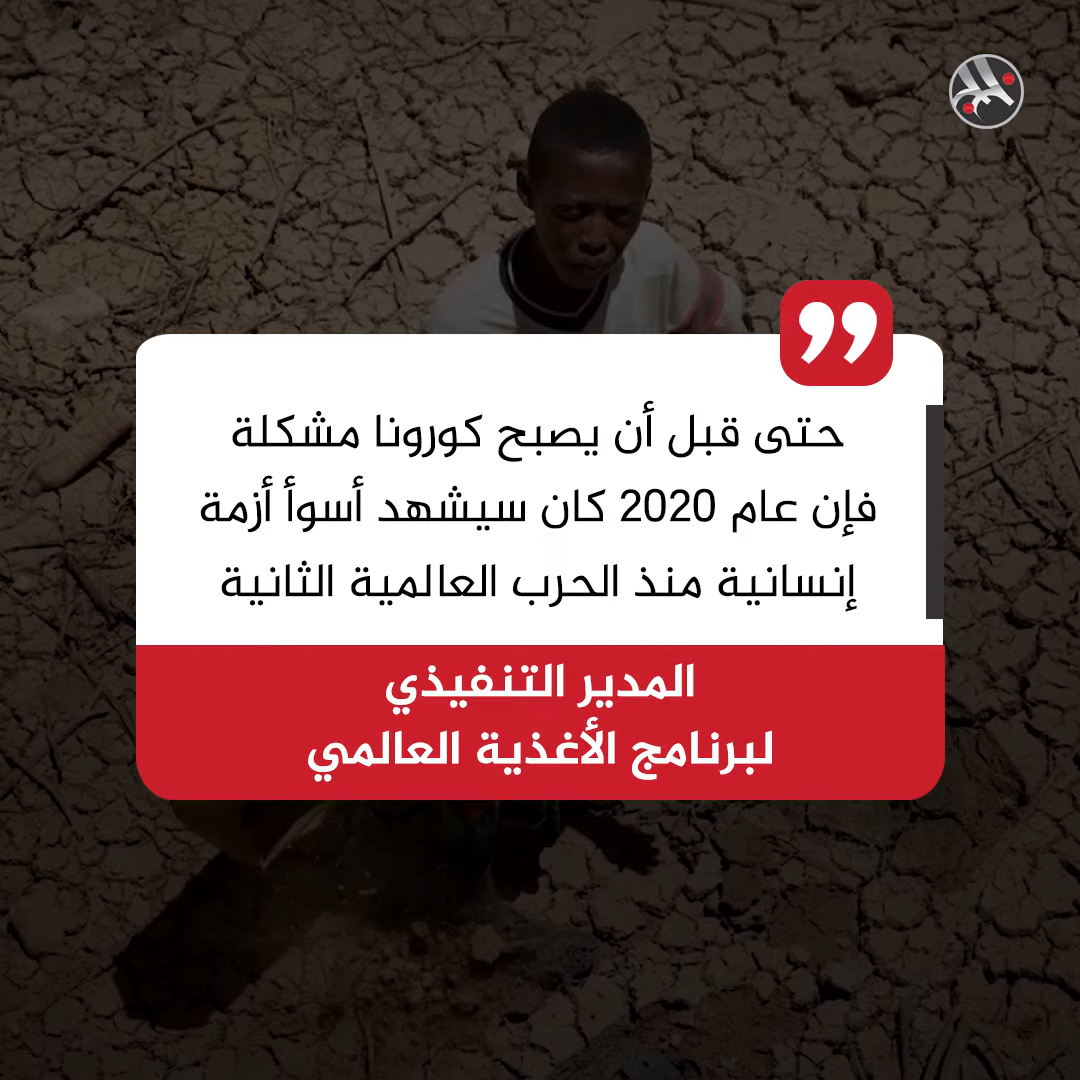 حتى قبل أن يصبح كورونا مشكلة
فإن عام 2020 كان سيشهد أسوأ أزمة
إنسانية منذ الحرب العالمية الثانية
المدير التنفيذي
لبرنامج الأغذية العالمي